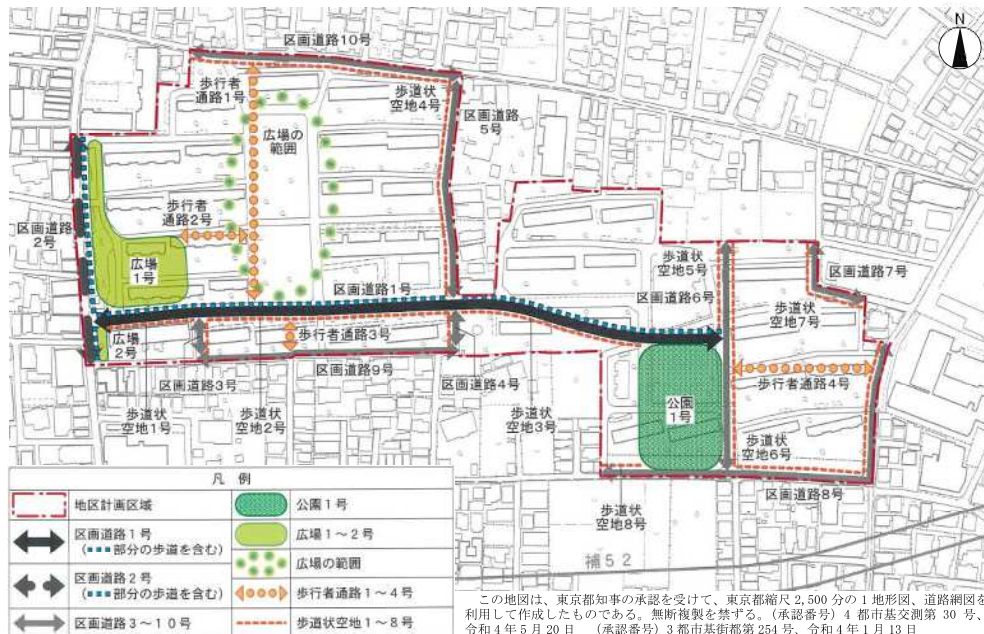 N
区画道路10号
歩行者
通路1号
歩道状
空地4号
区画道路
5号
広場の
範囲
歩行者
通路2号
区画道路
2号
広場
1号
区画道路1号
歩道状
空地5号
区画道路6号
区画道路7号
歩道状
空地7号
広場
2号
歩行者通路3号
区画道路3号
区画道路9号
区画道路4号
歩行者通路4号
公園
1号
歩道状
空地1号
歩道状
空地2号
歩道状
空地3号
歩道状
空地6号
区画道路8号
歩道状
空地8号
補52
凡 例
地区計画区域
公園1号
区画道路1号
(部分の歩道を含む)
広場1~2号
広場の範囲
区画道路2号
(部分の歩道を含む)
歩行者通路1~4号
区画道路3~10号
歩道状空地1~8号
この地図は、東京都知事の承認を受けて、東京都縮尺 2,500 分の 1 地形図、道路網図を
利用して作成したものである。無断複製を禁ずる。(承認番号) 4 都市基交測第 30 号、
令和 4 年 5 月 20 日 (承認番号) 3 都市基街都第 254 号、令和 4 年 1 月 13 日